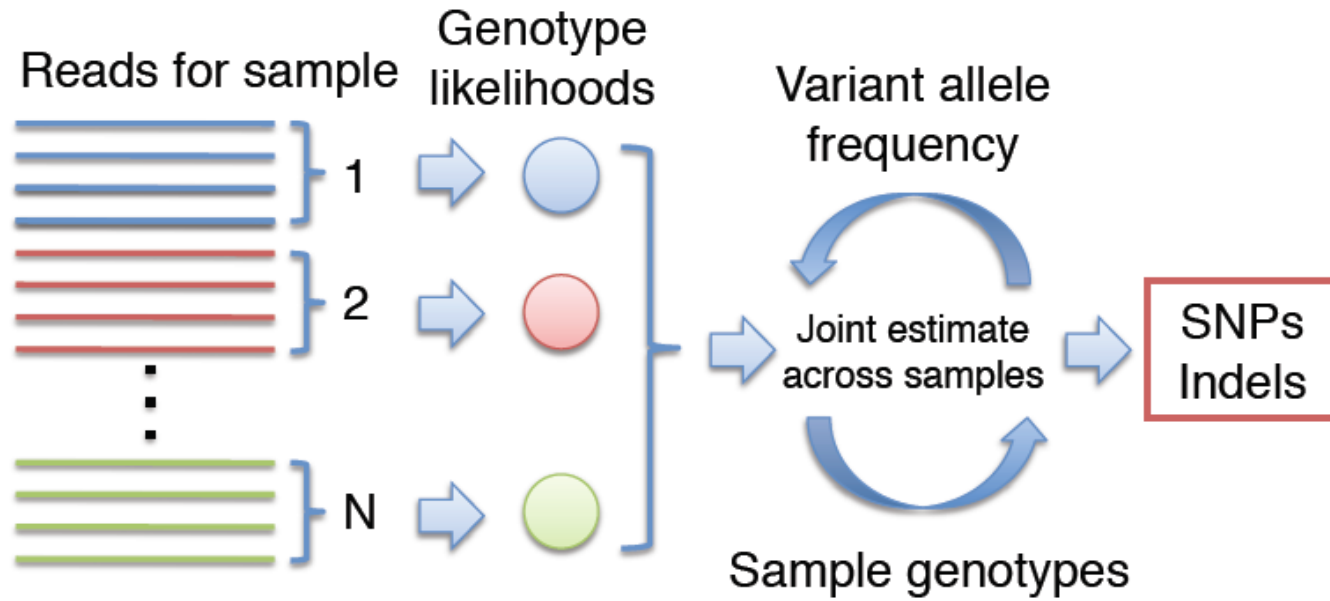 Reads for sample
Genotype
likelihoods
Variant allele
frequency
1
2
N
Joint estimate
across samples
SNPs
Indels
Sample genotypes